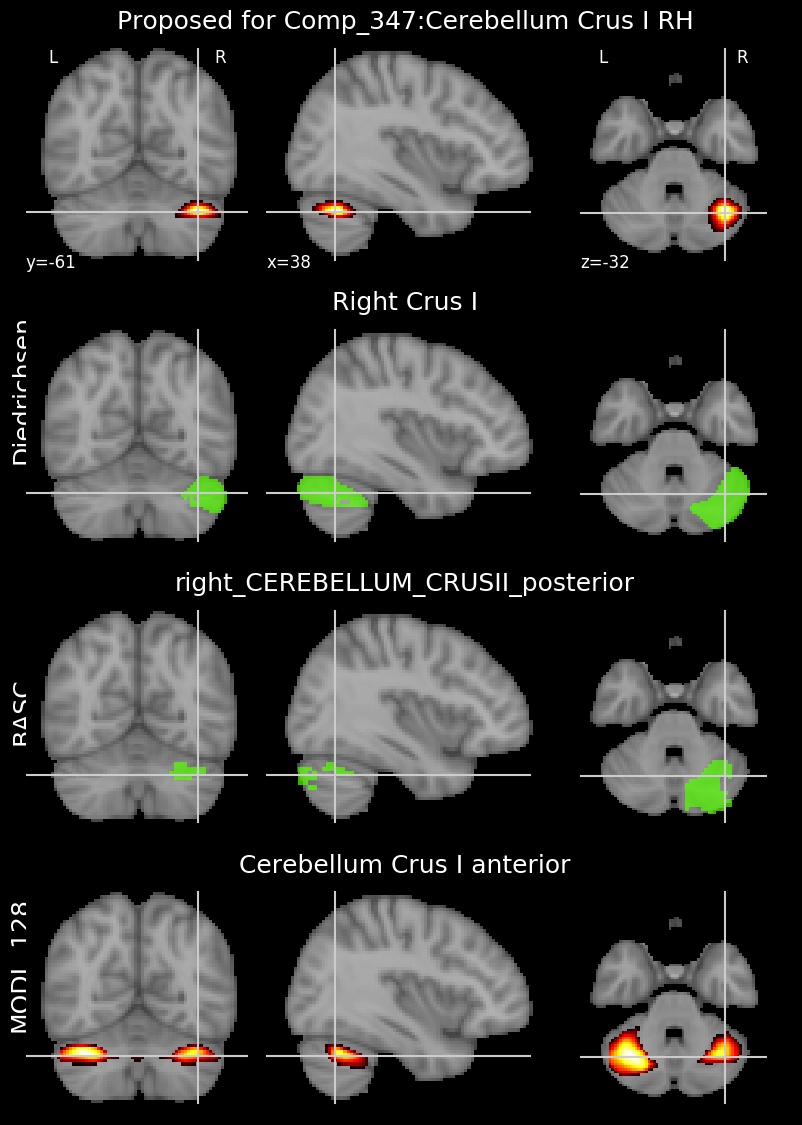 Proposed for Comp_347:Cerebellum Crus I RH
L R L R
y=-61 x=38 z=-32
Right Crus I
Diedrichsen
right_CEREBELLUM_CRUSII_posterior
BASC
Cerebellum Crus I anterior
MODL_128